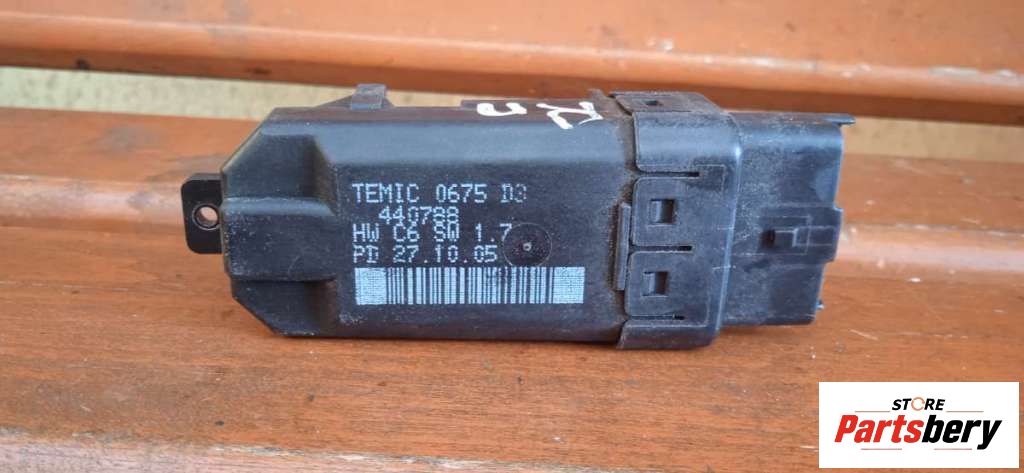 TEMIC 0675 D3
440788
HW C6 SW 1.7
PD 27.10.05
STORE
Partsbery